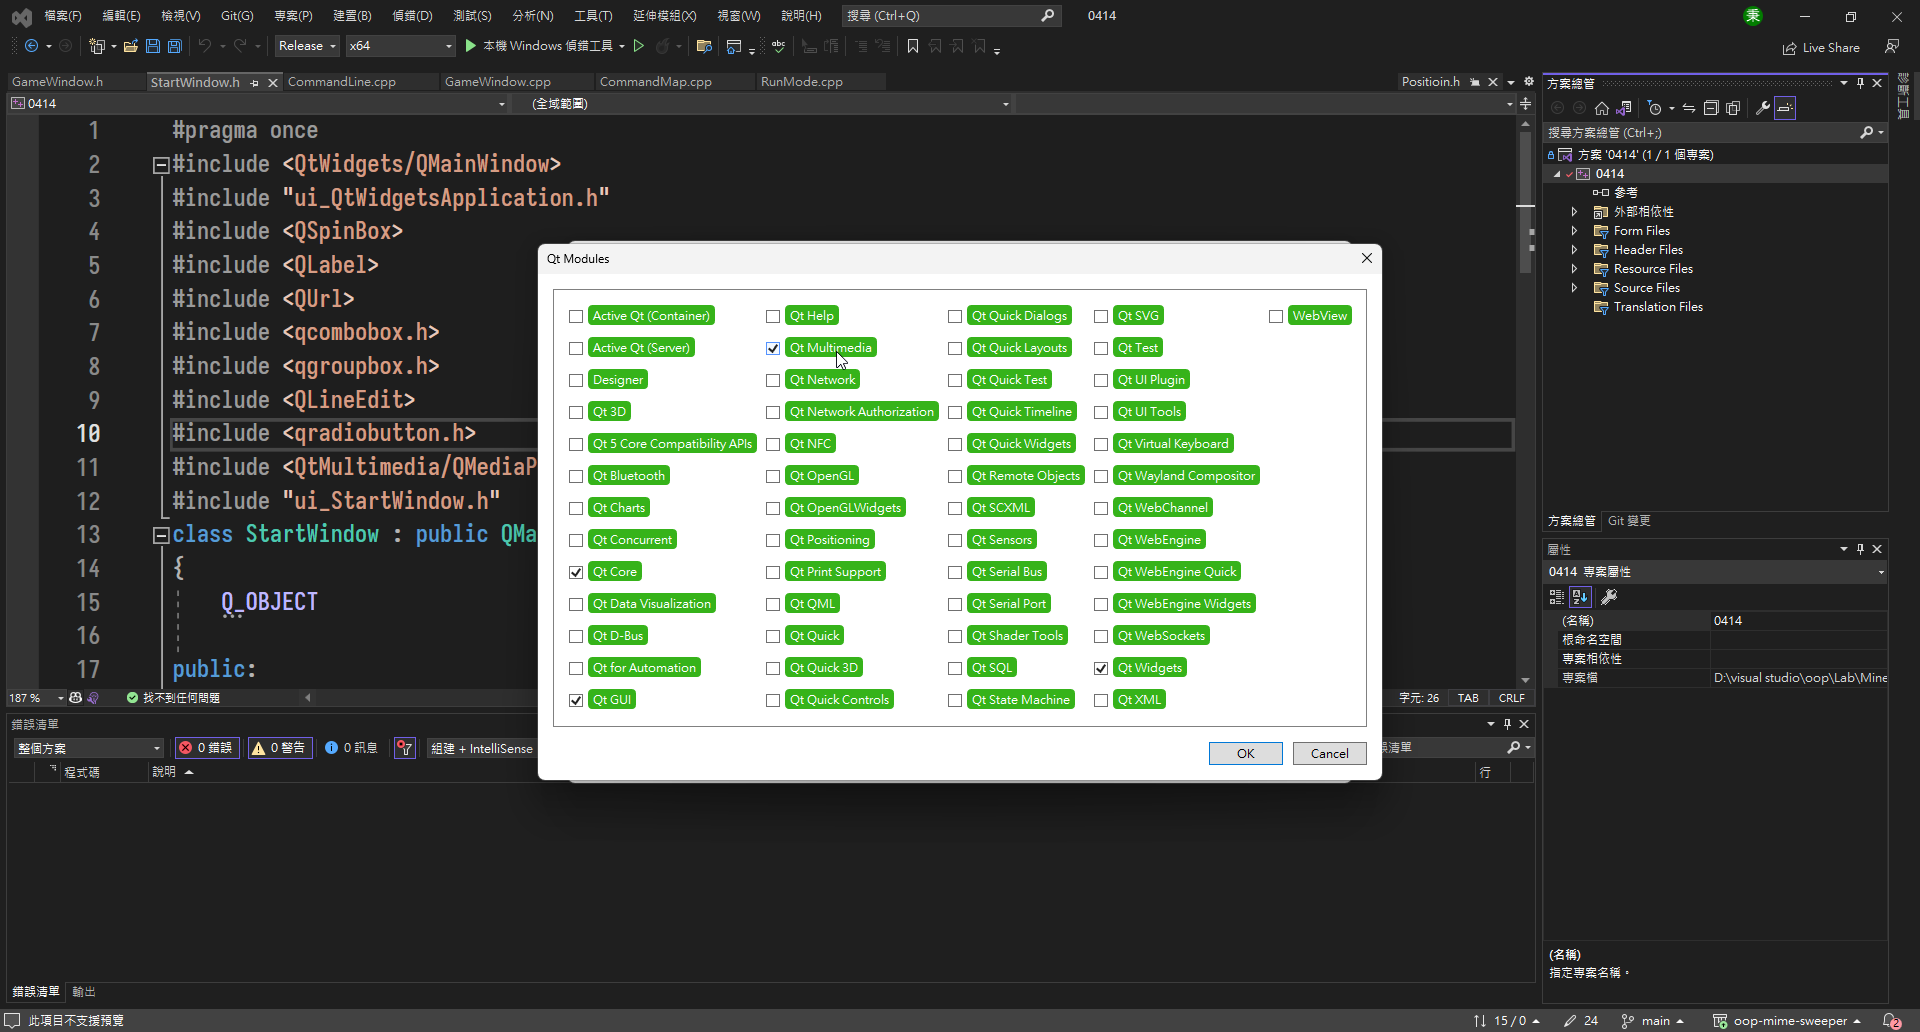 檔案(F) 編輯(E) 檢視(V) Git(G) 專案(P) 建置(B) 偵錯(D) 測試(S) 分析(N) 工具(T) 延伸模組(X) 視窗(W) 說明(H) 搜尋 (Ctrl+Q) 0414 秉
Release x64 本機 Windows 偵錯工具 Live Share
GameWindow.h StartWindow.h CommandLine.cpp GameWindow.cpp CommandMap.cpp RunMode.cpp Positioin.h
0414 (全域範圍)
1 #pragma once
2 #include <QtWidgets/QMainWindow>
3 #include "ui_QtWidgetsApplication.h"
4 #include <QSpinBox>
5 #include <QLabel>
6 #include <QUrl>
7 #include <qcombobox.h>
8 #include <qgroupbox.h>
9 #include <QLineEdit>
10 #include <qradiobutton.h>
11 #include <QtMultimedia/QMediaP
12 #include "ui_StartWindow.h"
13 class StartWindow : public QMa
14 {
15 Q_OBJECT
16
17 public:
187 % 找不到任何問題 字元: 26 TAB CRLF
Qt Modules
Active Qt (Container) Qt Help Qt Quick Dialogs Qt SVG WebView
Active Qt (Server) Qt Multimedia Qt Quick Layouts Qt Test
Designer Qt Network Qt Quick Test Qt UI Plugin
Qt 3D Qt Network Authorization Qt Quick Timeline Qt UI Tools
Qt 5 Core Compatibility APIs Qt NFC Qt Quick Widgets Qt Virtual Keyboard
Qt Bluetooth Qt OpenGL Qt Remote Objects Qt Wayland Compositor
Qt Charts Qt OpenGLWidgets Qt SCXML Qt WebChannel
Qt Concurrent Qt Positioning Qt Sensors Qt WebEngine
Qt Core Qt Print Support Qt Serial Bus Qt WebEngine Quick
Qt Data Visualization Qt QML Qt Serial Port Qt WebEngine Widgets
Qt D-Bus Qt Quick Qt Shader Tools Qt WebSockets
Qt for Automation Qt Quick 3D Qt SQL Qt Widgets
Qt GUI Qt Quick Controls Qt State Machine Qt XML
OK Cancel
錯誤清單
整個方案 0 錯誤 0 警告 0 訊息 組建 + IntelliSense 清單
程式碼 說明 行
錯誤清單 輸出
方案總管
搜尋方案總管 (Ctrl+;)
方案 '0414' (1 / 1 個專案)
0414
參考
外部相依性
Form Files
Header Files
Resource Files
Source Files
Translation Files
方案總管 Git 變更
屬性
0414 專案屬性
(名稱) 0414
根命名空間
專案相依性
專案檔 D:\visual studio\oop\Lab\Mine
(名稱)
指定專案名稱。
診斷工具
此項目不支援預覽 15 / 0 24 main oop-mime-sweeper 2